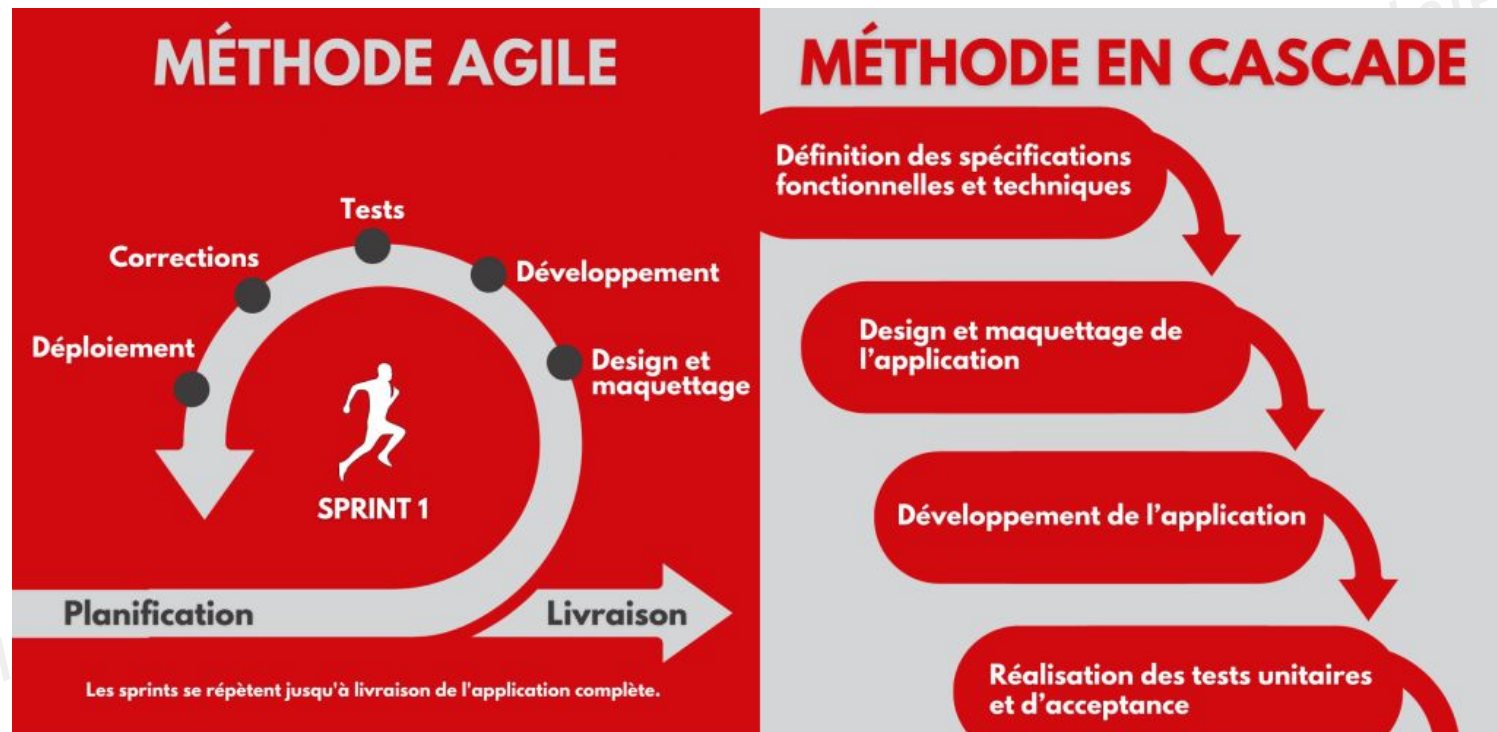 MÉTHODE AGILE
Tests
Corrections
Développement
Déploiement
Design et
maquettage
SPRINT 1
Planification
Livraison
Les sprints se répètent jusqu'à livraison de l'application complète.
MÉTHODE EN CASCADE
Définition des spécifications
fonctionnelles et techniques
Design et maquettage de
l'application
Développement de l'application
Réalisation des tests unitaires
et d'acceptance